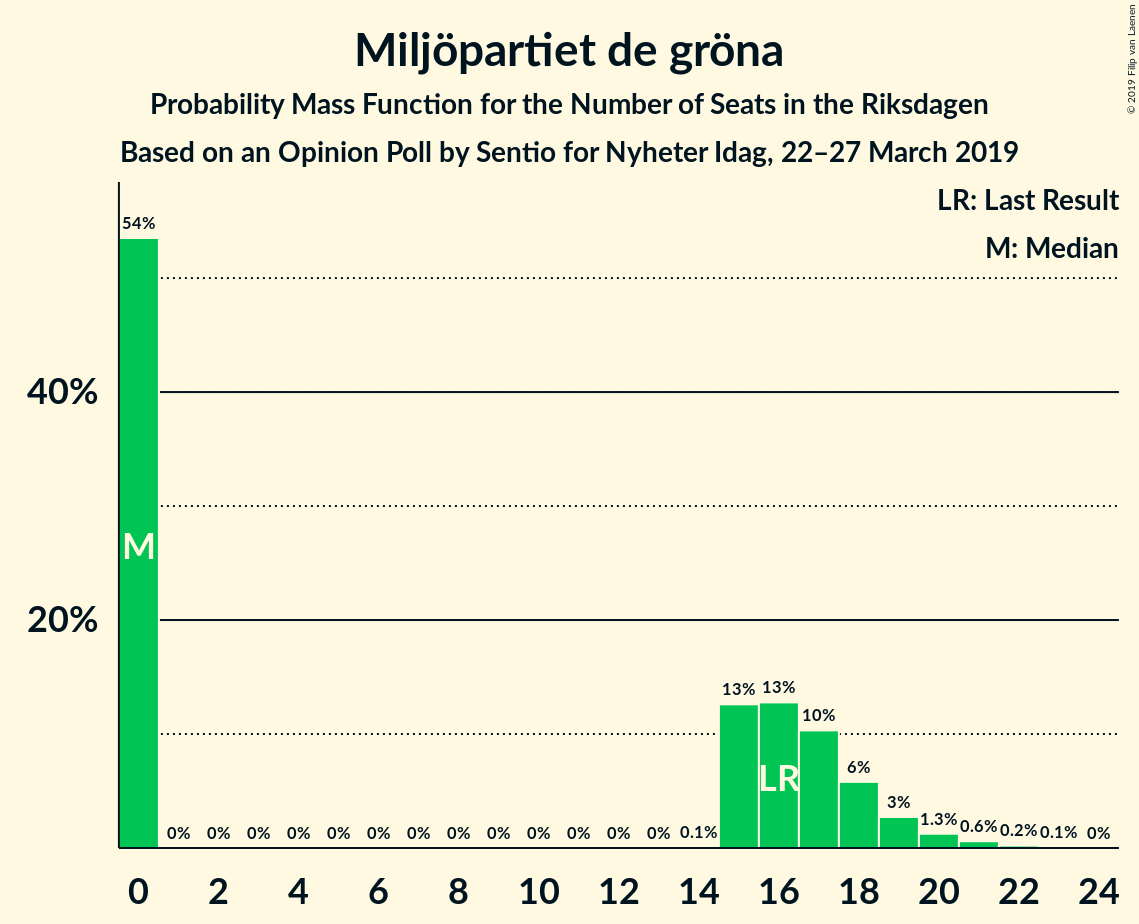 Miljöpartiet de gröna
Probability Mass Function for the Number of Seats in the Riksdagen
Based on an Opinion Poll by Sentio for Nyheter Idag, 22–27 March 2019
© 2019 Filip van Laenen
LR: Last Result
M: Median
54%
40%
M
20%
13% 13%
10%
LR
6%
3%
0% 0% 0% 0% 0% 0% 0% 0% 0% 0% 0% 0% 0% 0.1% 1.3% 0.6% 0.2% 0.1% 0%
0 2 4 6 8 10 12 14 16 18 20 22 24